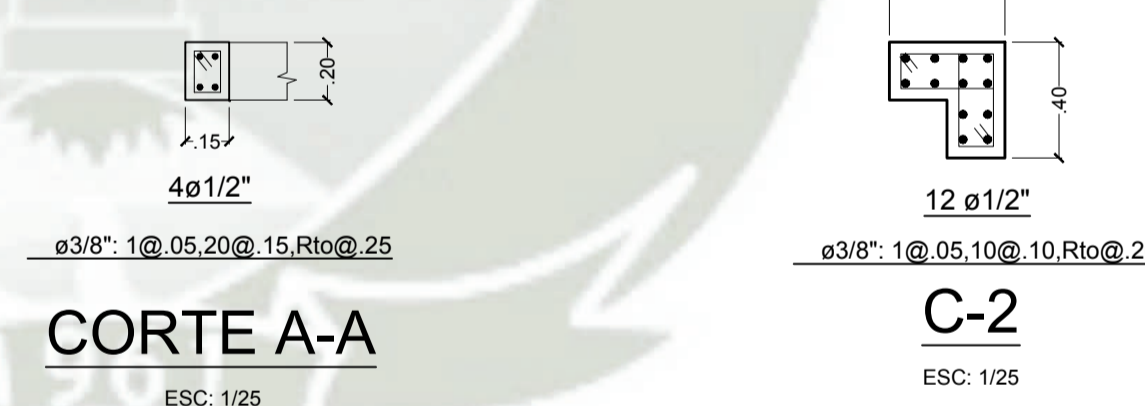 .20
.15
4ø1/2"
ø3/8": 1@.05,20@.15,Rto@.25
CORTE A-A
ESC: 1/25
.40
12 ø1/2"
ø3/8": 1@.05,10@.10,Rto@.2
C-2
ESC: 1/25